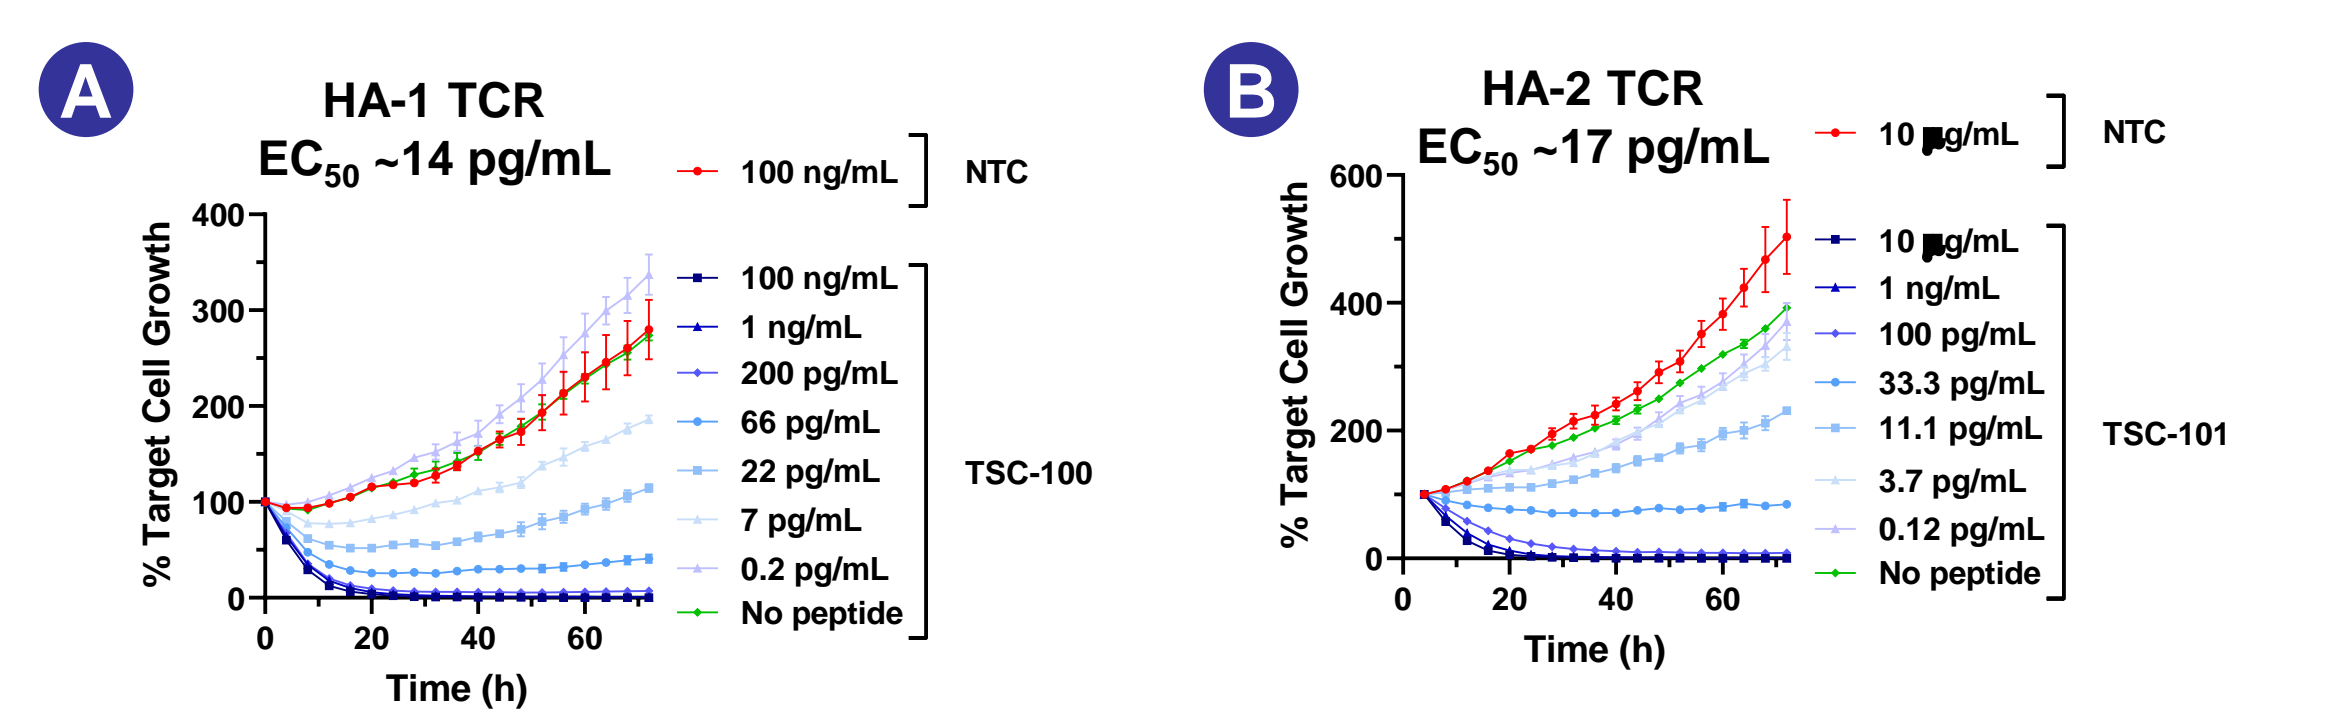 A
HA-1 TCR
EC50 ~14 pg/mL
% Target Cell Growth
400
300
200
100
0
0 20 40 60
Time (h)
100 ng/mL
NTC
100 ng/mL
1 ng/mL
200 pg/mL
66 pg/mL
22 pg/mL
7 pg/mL
0.2 pg/mL
No peptide
TSC-100
B
HA-2 TCR
EC50 ~17 pg/mL
% Target Cell Growth
600
400
200
0
0 20 40 60
Time (h)
10
NTC
10
1 ng/mL
100 pg/mL
33.3 pg/mL
11.1 pg/mL
3.7 pg/mL
0.12 pg/mL
No peptide
TSC-101